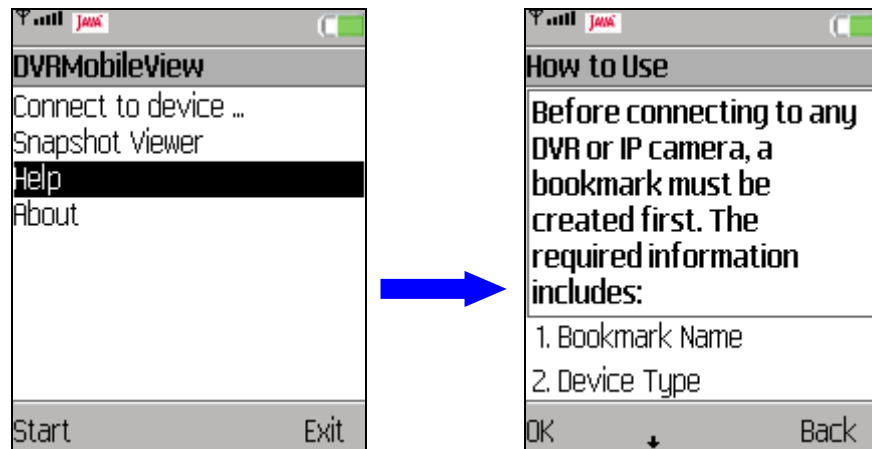 JAVA
DVRMobileView
Connect to device ...
Snapshot Viewer
Help
About
Start Exit
JAVA
How to Use
Before connecting to any
DVR or IP camera, a
bookmark must be
created first. The
required information
includes:
1. Bookmark Name
2. Device Type
OK Back